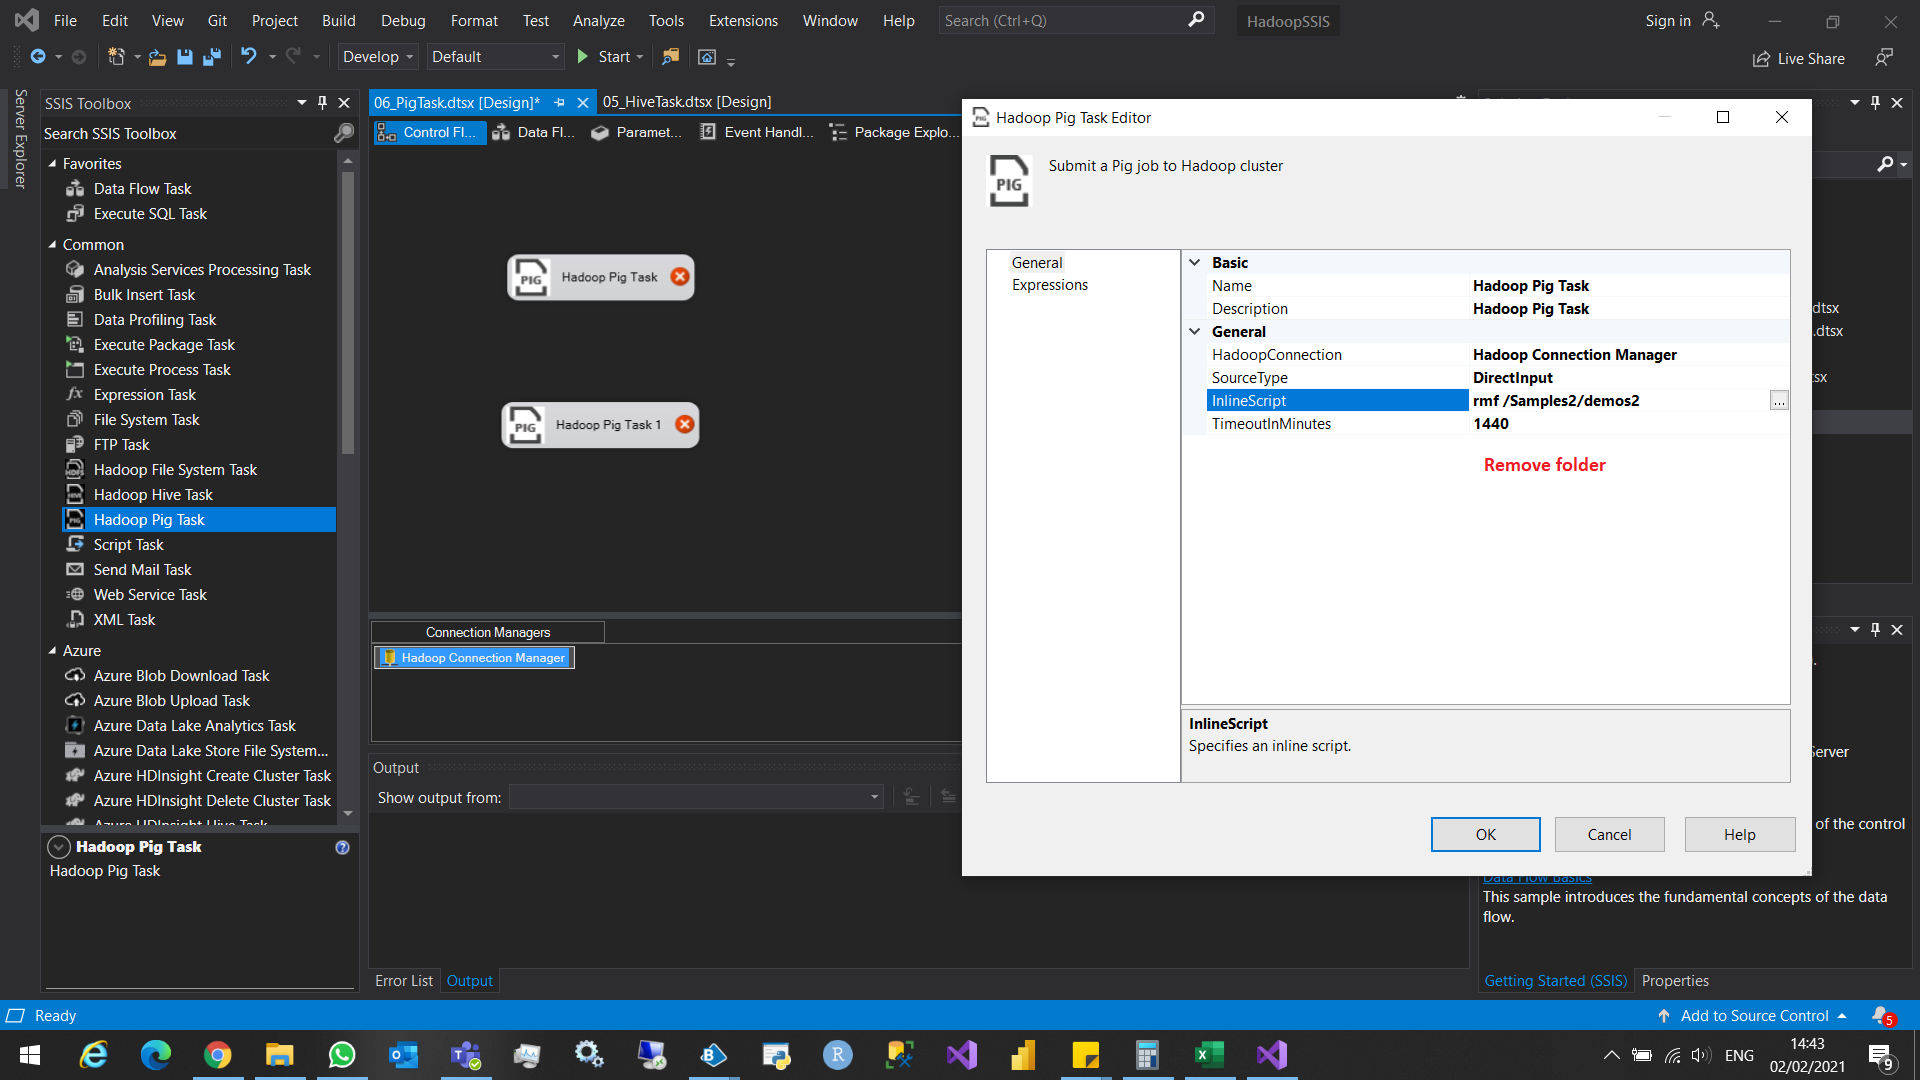 File Edit View Git Project Build Debug Format Test Analyze Tools Extensions Window Help Search (Ctrl+Q) HadoopSSIS Sign in
Develop Default Start Live Share
Server Explorer
SSIS Toolbox
Search SSIS Toolbox
Favorites
Data Flow Task
Execute SQL Task
Common
Analysis Services Processing Task
Bulk Insert Task
Data Profiling Task
Execute Package Task
Execute Process Task
Expression Task
File System Task
FTP Task
Hadoop File System Task
Hadoop Hive Task
Hadoop Pig Task
Script Task
Send Mail Task
Web Service Task
XML Task
Azure
Azure Blob Download Task
Azure Blob Upload Task
Azure Data Lake Analytics Task
Azure Data Lake Store File System...
Azure HDInsight Create Cluster Task
Azure HDInsight Delete Cluster Task
Azure HDInsight Hive Task
Hadoop Pig Task
Hadoop Pig Task
06_PigTask.dtsx [Design]* 05_HiveTask.dtsx [Design]
Control Fl... Data Fl... Paramet... Event Handl... Package Explo...
PIG Hadoop Pig Task
PIG Hadoop Pig Task 1
Connection Managers
Hadoop Connection Manager
Output
Show output from:
Error List Output
Hadoop Pig Task Editor
PIG
Submit a Pig job to Hadoop cluster
General
Expressions
Basic
Name Hadoop Pig Task
Description Hadoop Pig Task
General
HadoopConnection Hadoop Connection Manager
SourceType DirectInput
InlineScript rmf /Samples2/demos2 ...
TimeoutInMinutes 1440
Remove folder
InlineScript
Specifies an inline script.
OK Cancel Help
dtsx
.dtsx
sx
Server
of the control
Data Flow Basics
This sample introduces the fundamental concepts of the data
flow.
Getting Started (SSIS) Properties
Ready Add to Source Control 5
ENG 14:43
02/02/2021 9